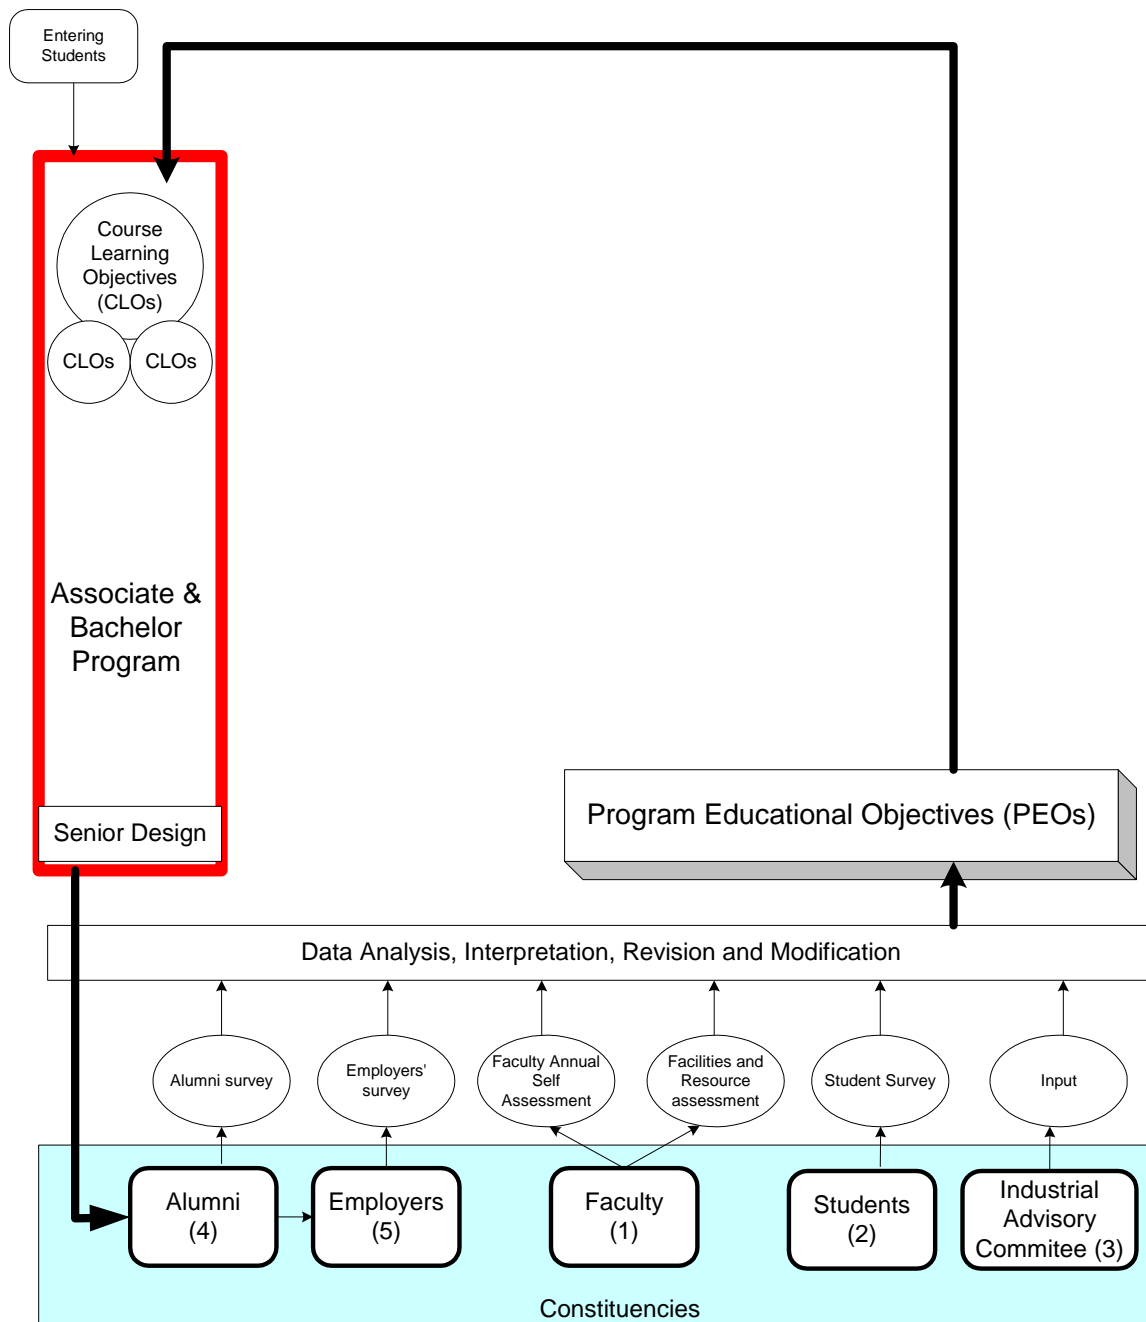 Entering
Students
Course
Learning
Objectives
(CLOs)
CLOs
CLOs
Associate &
Bachelor
Program
Senior Design
Program Educational Objectives (PEOs)
Data Analysis, Interpretation, Revision and Modification
Alumni survey
Employers'
survey
Faculty Annual
Self
Assessment
Facilities and
Resource
assessment
Student Survey
Input
Alumni
(4)
Employers
(5)
Faculty
(1)
Students
(2)
Industrial
Advisory
Commitee (3)
Constituencies